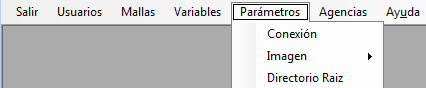 Salir Usuarios Mallas Variables Parámetros Agencias Ayuda
Conexión
Imagen
Directorio Raiz